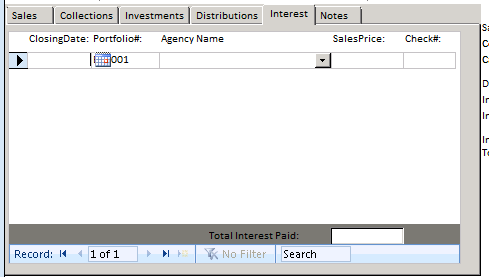 Sales Collections Investments Distributions Interest Notes
ClosingDate: Portfolio#: Agency Name SalesPrice: Check#:
001
Total Interest Paid:
Record: 1 of 1 No Filter Search